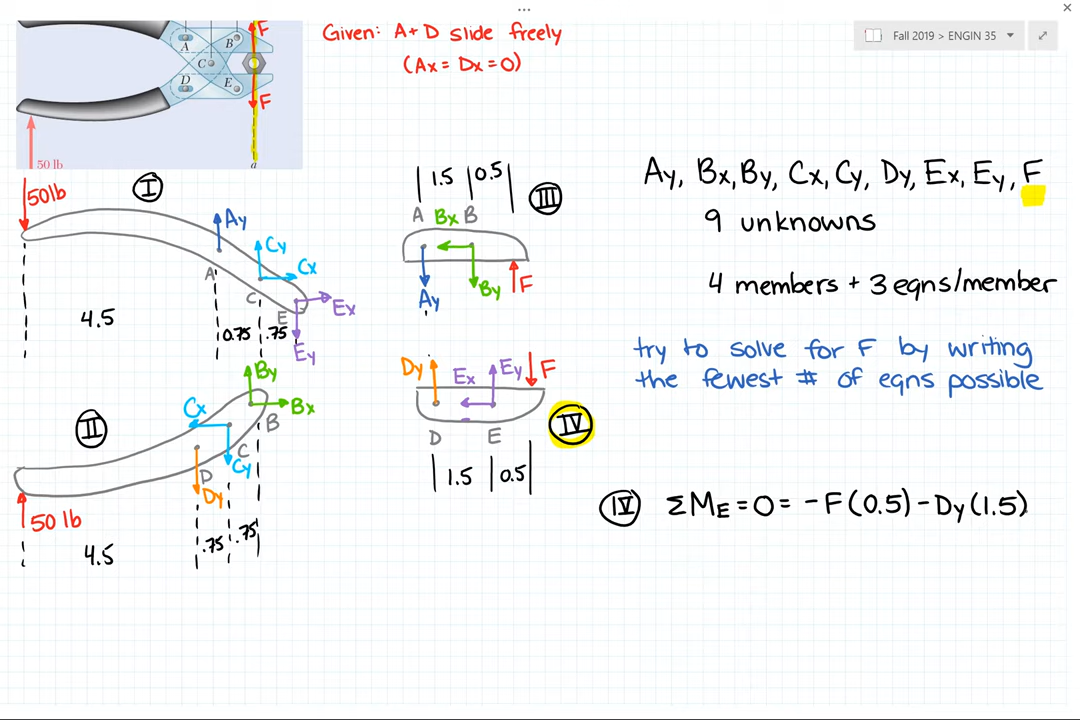 Fall 2019 > ENGIN 35
Given: A+D slide freely
(Ax = Dx = 0)
F
A
B
C
D
E
F
50 lb
a
I
50lb
Ay
Cy
Cx
A
C
E
Ex
Ey
4.5
0.75
.75
II
By
Bx
Cx
B
C
Cy
D
Dy
50 lb
4.5
.75
.75
1.5
0.5
III
A
Bx
B
Ay
By
F
Dy
Ex
Ey
F
IV
D
E
1.5
0.5
Ay, Bx, By, Cx, Cy, Dy, Ex, Ey, F
9 unknowns
4 members + 3 eqns/member
try to solve for F by writing
the fewest # of eqns possible
IV ΣM_E = 0 = -F(0.5) - Dy(1.5)